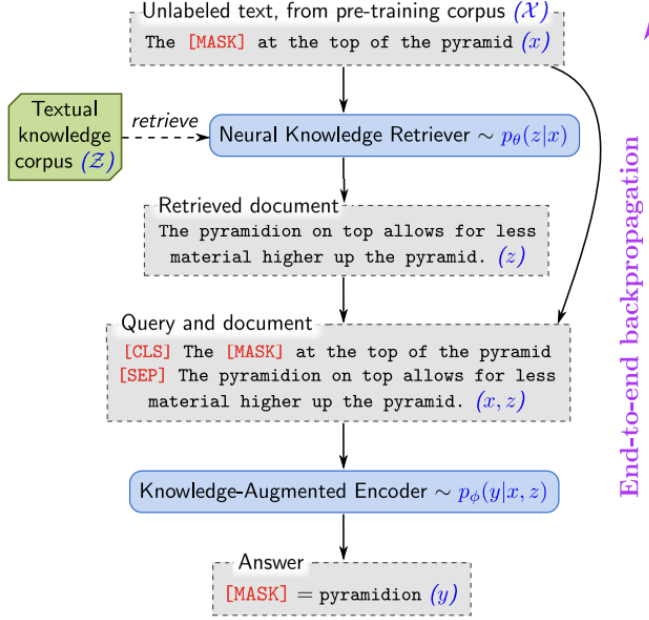 Unlabeled text, from pre-training corpus (𝒳)
The [MASK] at the top of the pyramid (x)
Textual
knowledge
corpus (𝒵)
retrieve
Neural Knowledge Retriever ∼ pθ(z|x)
Retrieved document
The pyramidion on top allows for less
material higher up the pyramid. (z)
Query and document
[CLS] The [MASK] at the top of the pyramid
[SEP] The pyramidion on top allows for less
material higher up the pyramid. (x, z)
Knowledge-Augmented Encoder ∼ pϕ(y|x, z)
Answer
[MASK] = pyramidion (y)
End-to-end backpropagation